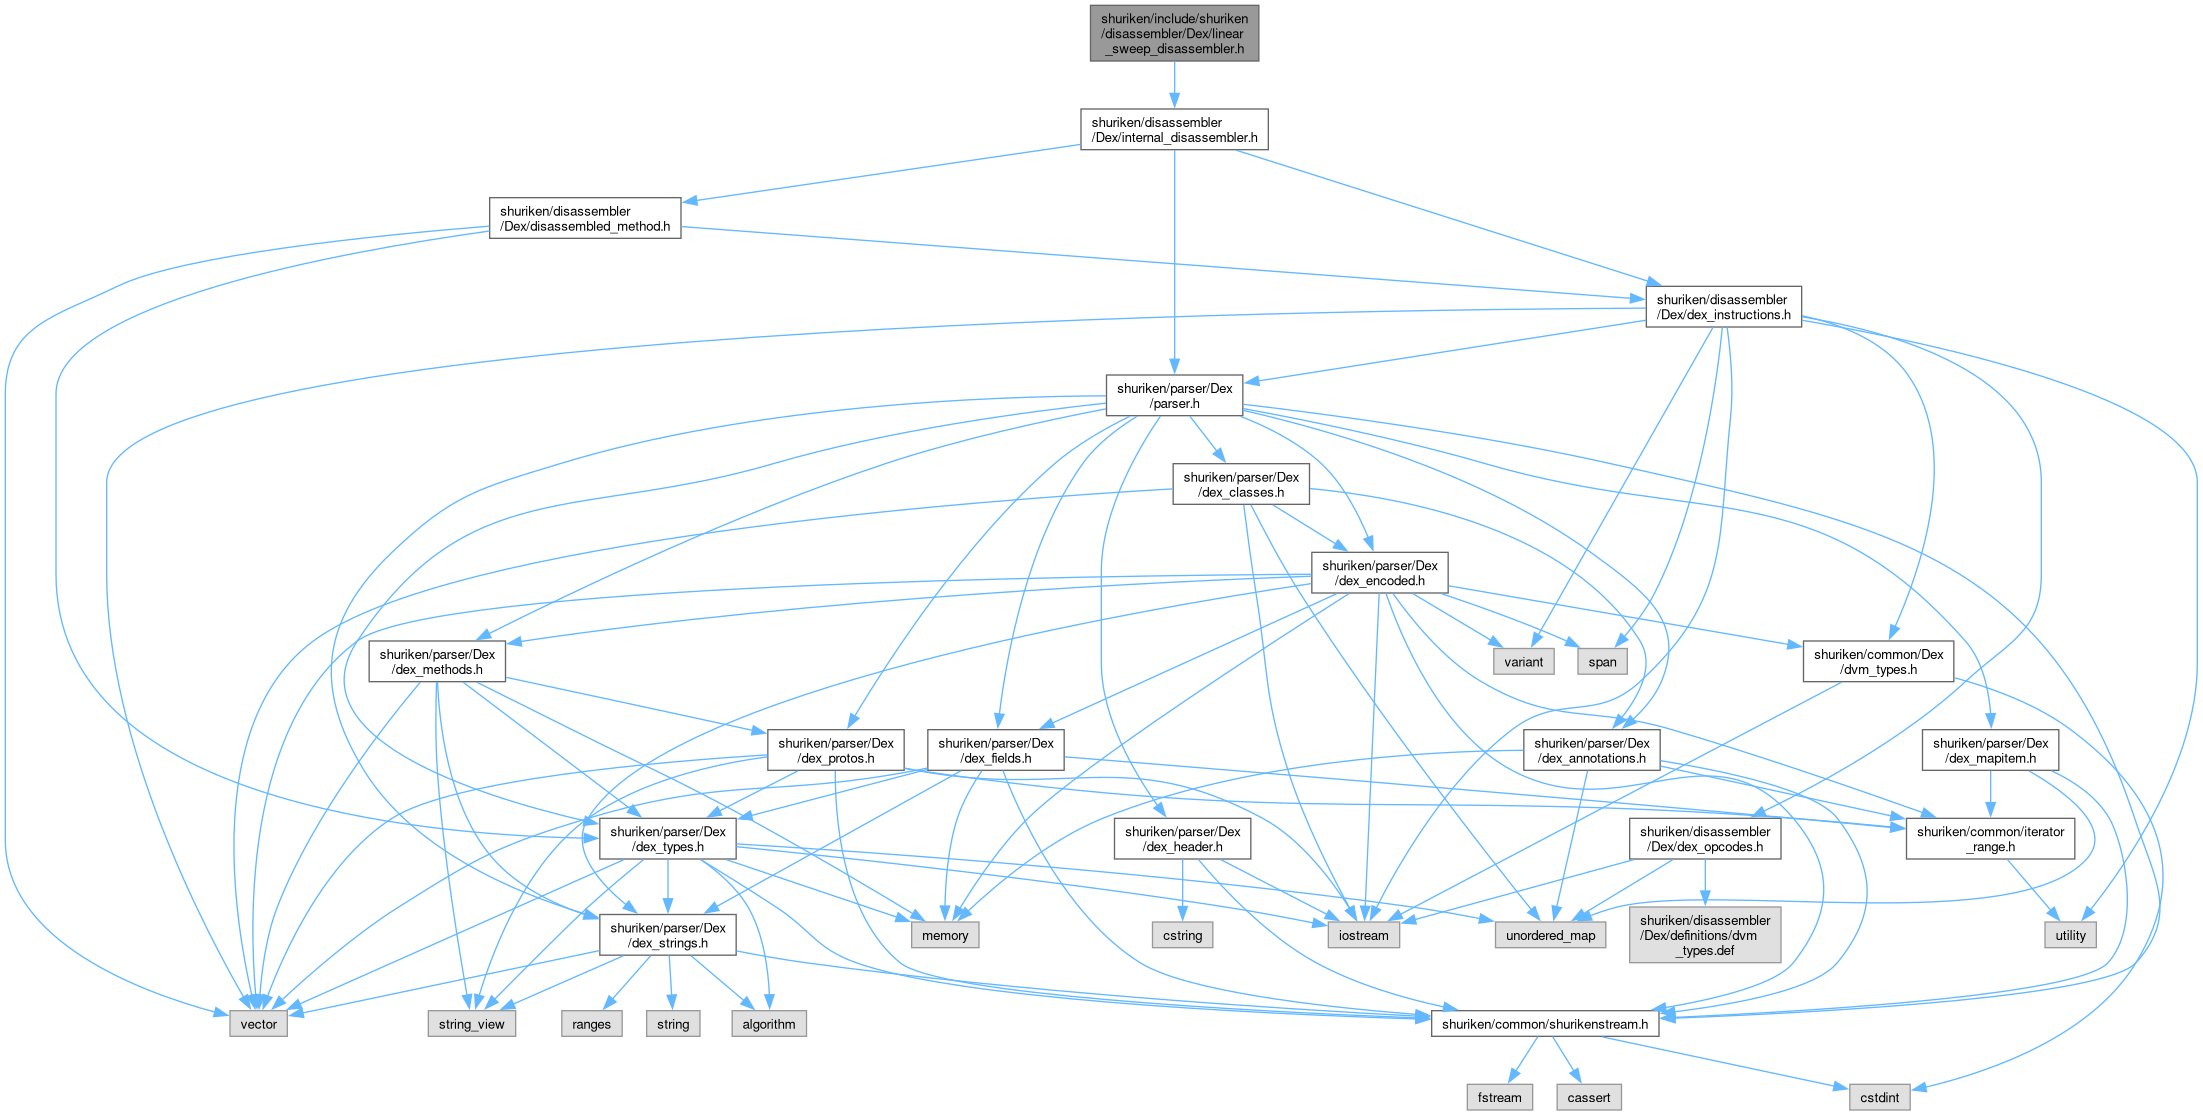 shuriken/include/shuriken
/disassembler/Dex/linear
_sweep_disassembler.h
shuriken/disassembler
/Dex/internal_disassembler.h
shuriken/disassembler
/Dex/disassembled_method.h
shuriken/disassembler
/Dex/dex_instructions.h
shuriken/parser/Dex
/parser.h
shuriken/parser/Dex
/dex_classes.h
shuriken/parser/Dex
/dex_encoded.h
shuriken/parser/Dex
/dex_methods.h
variant
span
shuriken/common/Dex
/dvm_types.h
shuriken/parser/Dex
/dex_protos.h
shuriken/parser/Dex
/dex_fields.h
shuriken/parser/Dex
/dex_annotations.h
shuriken/parser/Dex
/dex_mapitem.h
shuriken/parser/Dex
/dex_types.h
shuriken/parser/Dex
/dex_header.h
shuriken/disassembler
/Dex/dex_opcodes.h
shuriken/common/iterator
_range.h
shuriken/parser/Dex
/dex_strings.h
memory
cstring
iostream
unordered_map
shuriken/disassembler
/Dex/definitions/dvm
_types.def
utility
vector
string_view
ranges
string
algorithm
shuriken/common/shurikenstream.h
fstream
cassert
cstdint